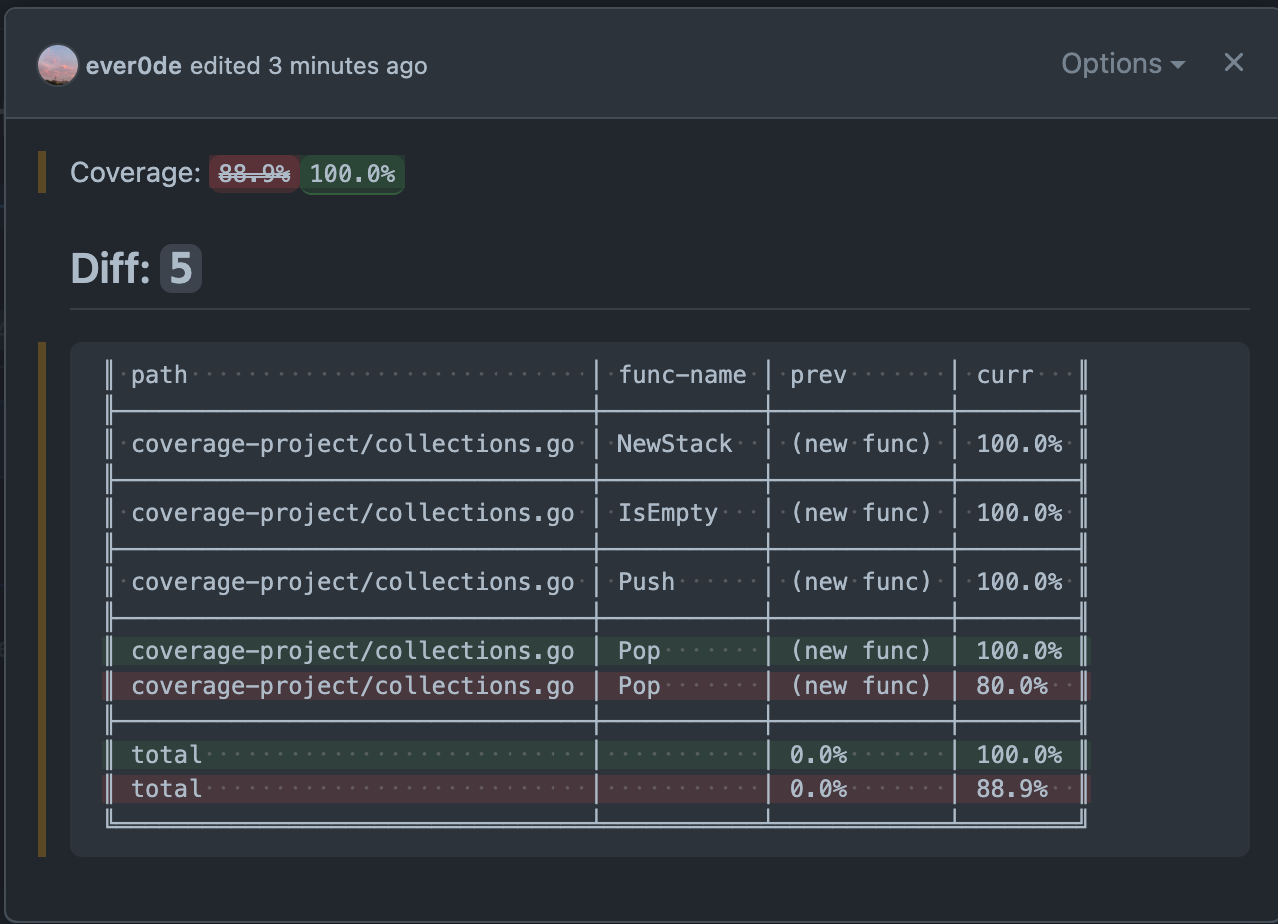 ever0de edited 3 minutes ago Options ×
Coverage: 88.9% 100.0%
Diff: 5
path func-name prev curr
coverage-project/collections.go NewStack (new func) 100.0%
coverage-project/collections.go IsEmpty (new func) 100.0%
coverage-project/collections.go Push (new func) 100.0%
coverage-project/collections.go Pop (new func) 100.0%
coverage-project/collections.go Pop (new func) 80.0%
total 0.0% 100.0%
total 0.0% 88.9%